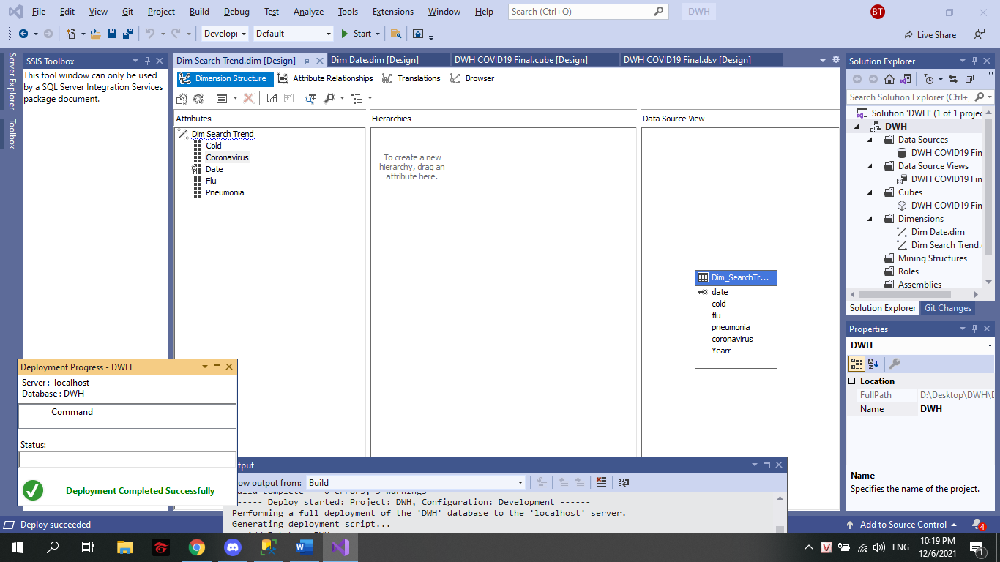 File Edit View Git Project Build Debug Test Analyze Tools Extensions Window Help Search (Ctrl+Q) DWH BT
Developi Default Start Live Share
Server Explorer
Toolbox
SSIS Toolbox
This tool window can only be used
by a SQL Server Integration Services
package document.
Dim Search Trend.dim [Design] Dim Date.dim [Design] DWH COVID19 Final.cube [Design] DWH COVID19 Final.dsv [Design]
Dimension Structure Attribute Relationships Translations Browser
Attributes
Dim Search Trend
Cold
Coronavirus
Date
Flu
Pneumonia
Hierarchies
To create a new
hierarchy, drag an
attribute here.
Data Source View
Dim_SearchTr...
date
cold
flu
pneumonia
coronavirus
Yearr
Solution Explorer
Search Solution Explorer (Ctrl+;
Solution 'DWH' (1 of 1 projec
DWH
Data Sources
DWH COVID19 Fin
Data Source Views
DWH COVID19 Fin
Cubes
DWH COVID19 Fin
Dimensions
Dim Date.dim
Dim Search Trend.
Mining Structures
Roles
Assemblies
Solution Explorer Git Changes
Properties
DWH
Location
FullPath D:\Desktop\DWH\D
Name DWH
Name
Specifies the name of the project.
Deployment Progress - DWH
Server : localhost
Database : DWH
Command
Status:
Deployment Completed Successfully
tput
ow output from: Build
------ Deploy started: Project: DWH, Configuration: Development ------
Performing a full deployment of the 'DWH' database to the 'localhost' server.
Generating deployment script...
Deploy succeeded Add to Source Control 4
V ENG 10:19 PM
12/6/2021 1